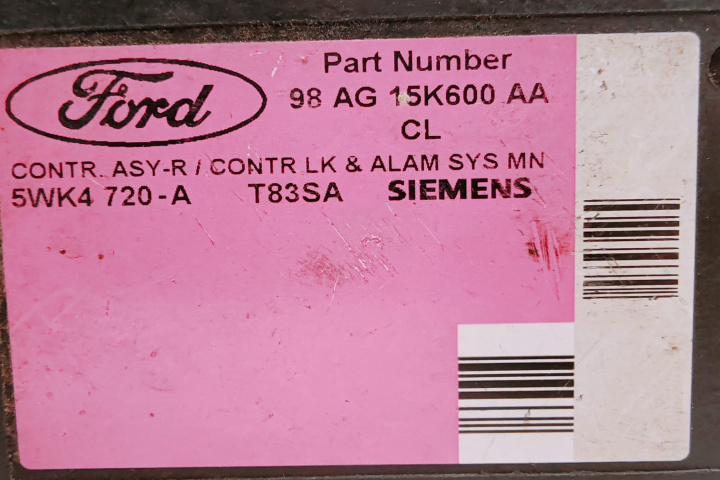 Ford
Part Number
98 AG 15K600 AA
CL
CONTR. ASY-R / CONTR LK & ALAM SYS MN
5WK4 720-A T83SA SIEMENS